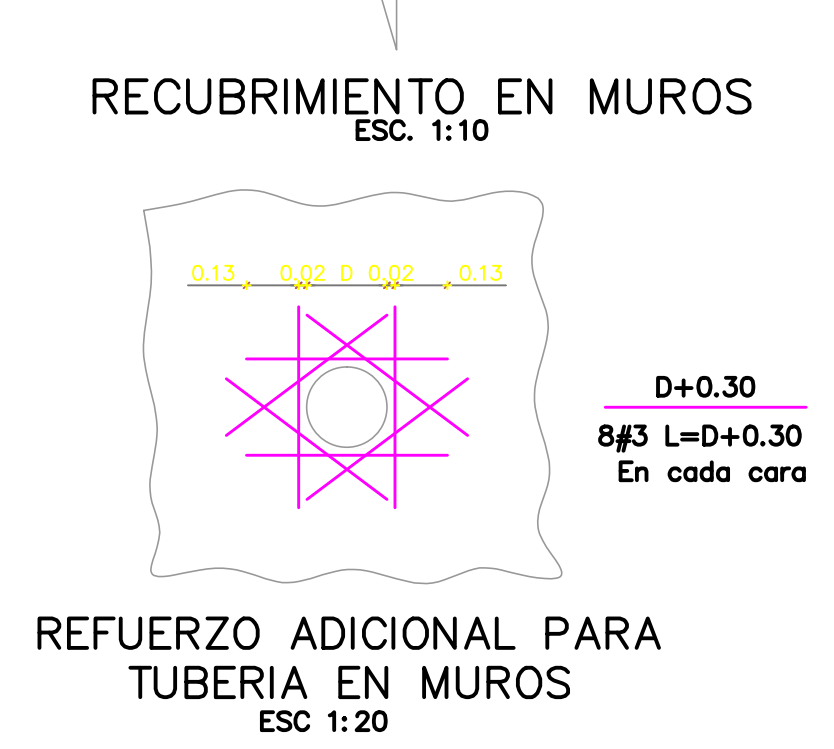 RECUBRIMIENTO EN MUROS
ESC. 1:10
0.13 0.02 D 0.02 0.13
D+0.30
8#3 L=D+0.30
En cada cara
REFUERZO ADICIONAL PARA
TUBERIA EN MUROS
ESC 1:20